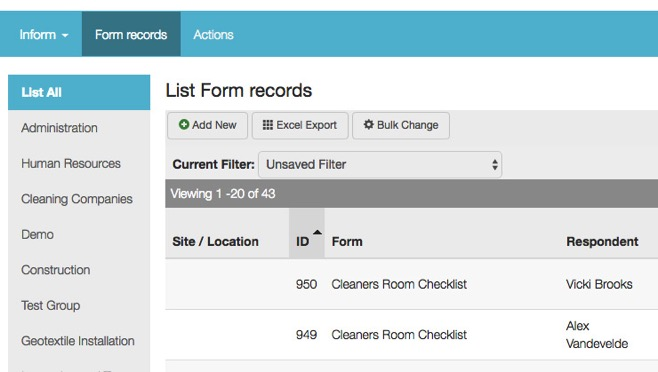 Inform Form records Actions
List All
Administration
Human Resources
Cleaning Companies
Demo
Construction
Test Group
Geotextile Installation
List Form records
Add New Excel Export Bulk Change
Current Filter: Unsaved Filter
Viewing 1 -20 of 43
Site / Location ID Form Respondent
950 Cleaners Room Checklist Vicki Brooks
949 Cleaners Room Checklist Alex
Vandevelde